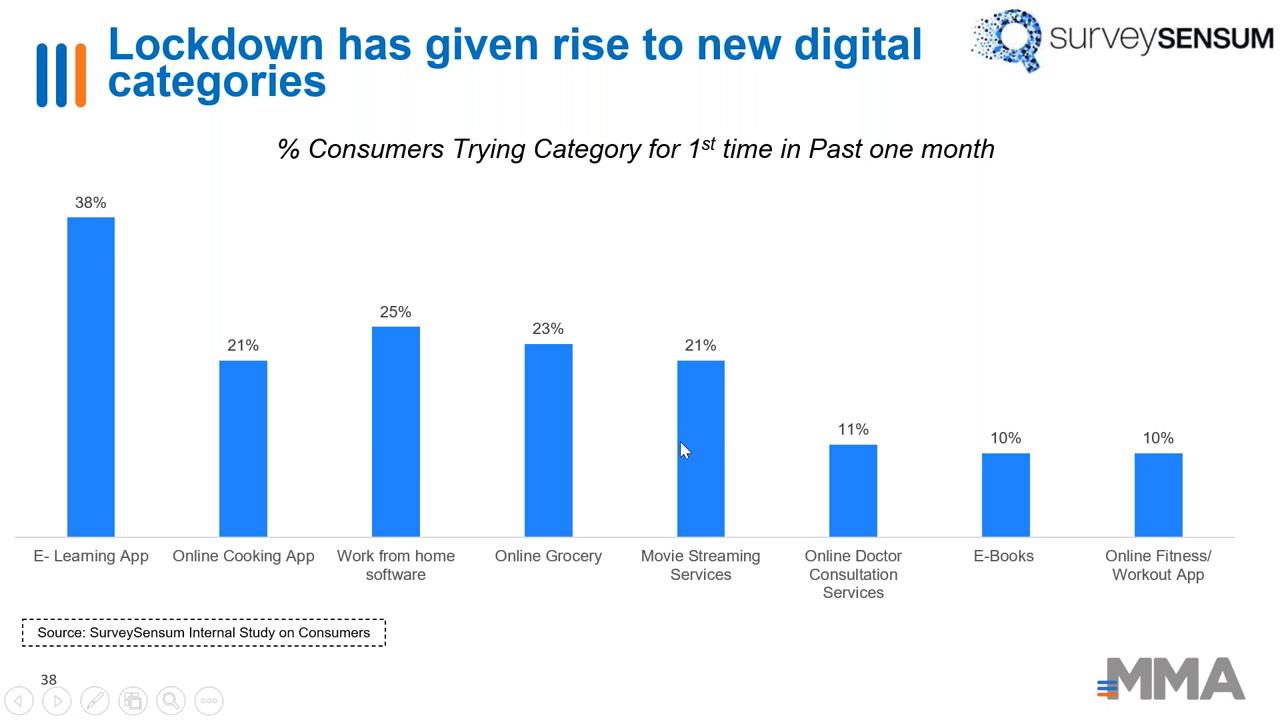 Lockdown has given rise to new digital
categories
surveySENSUM
% Consumers Trying Category for 1st time in Past one month
38%
21%
25%
23%
21%
11%
10%
10%
E- Learning App
Online Cooking App
Work from home
software
Online Grocery
Movie Streaming
Services
Online Doctor
Consultation
Services
E-Books
Online Fitness/
Workout App
Source: SurveySensum Internal Study on Consumers
38
MMA